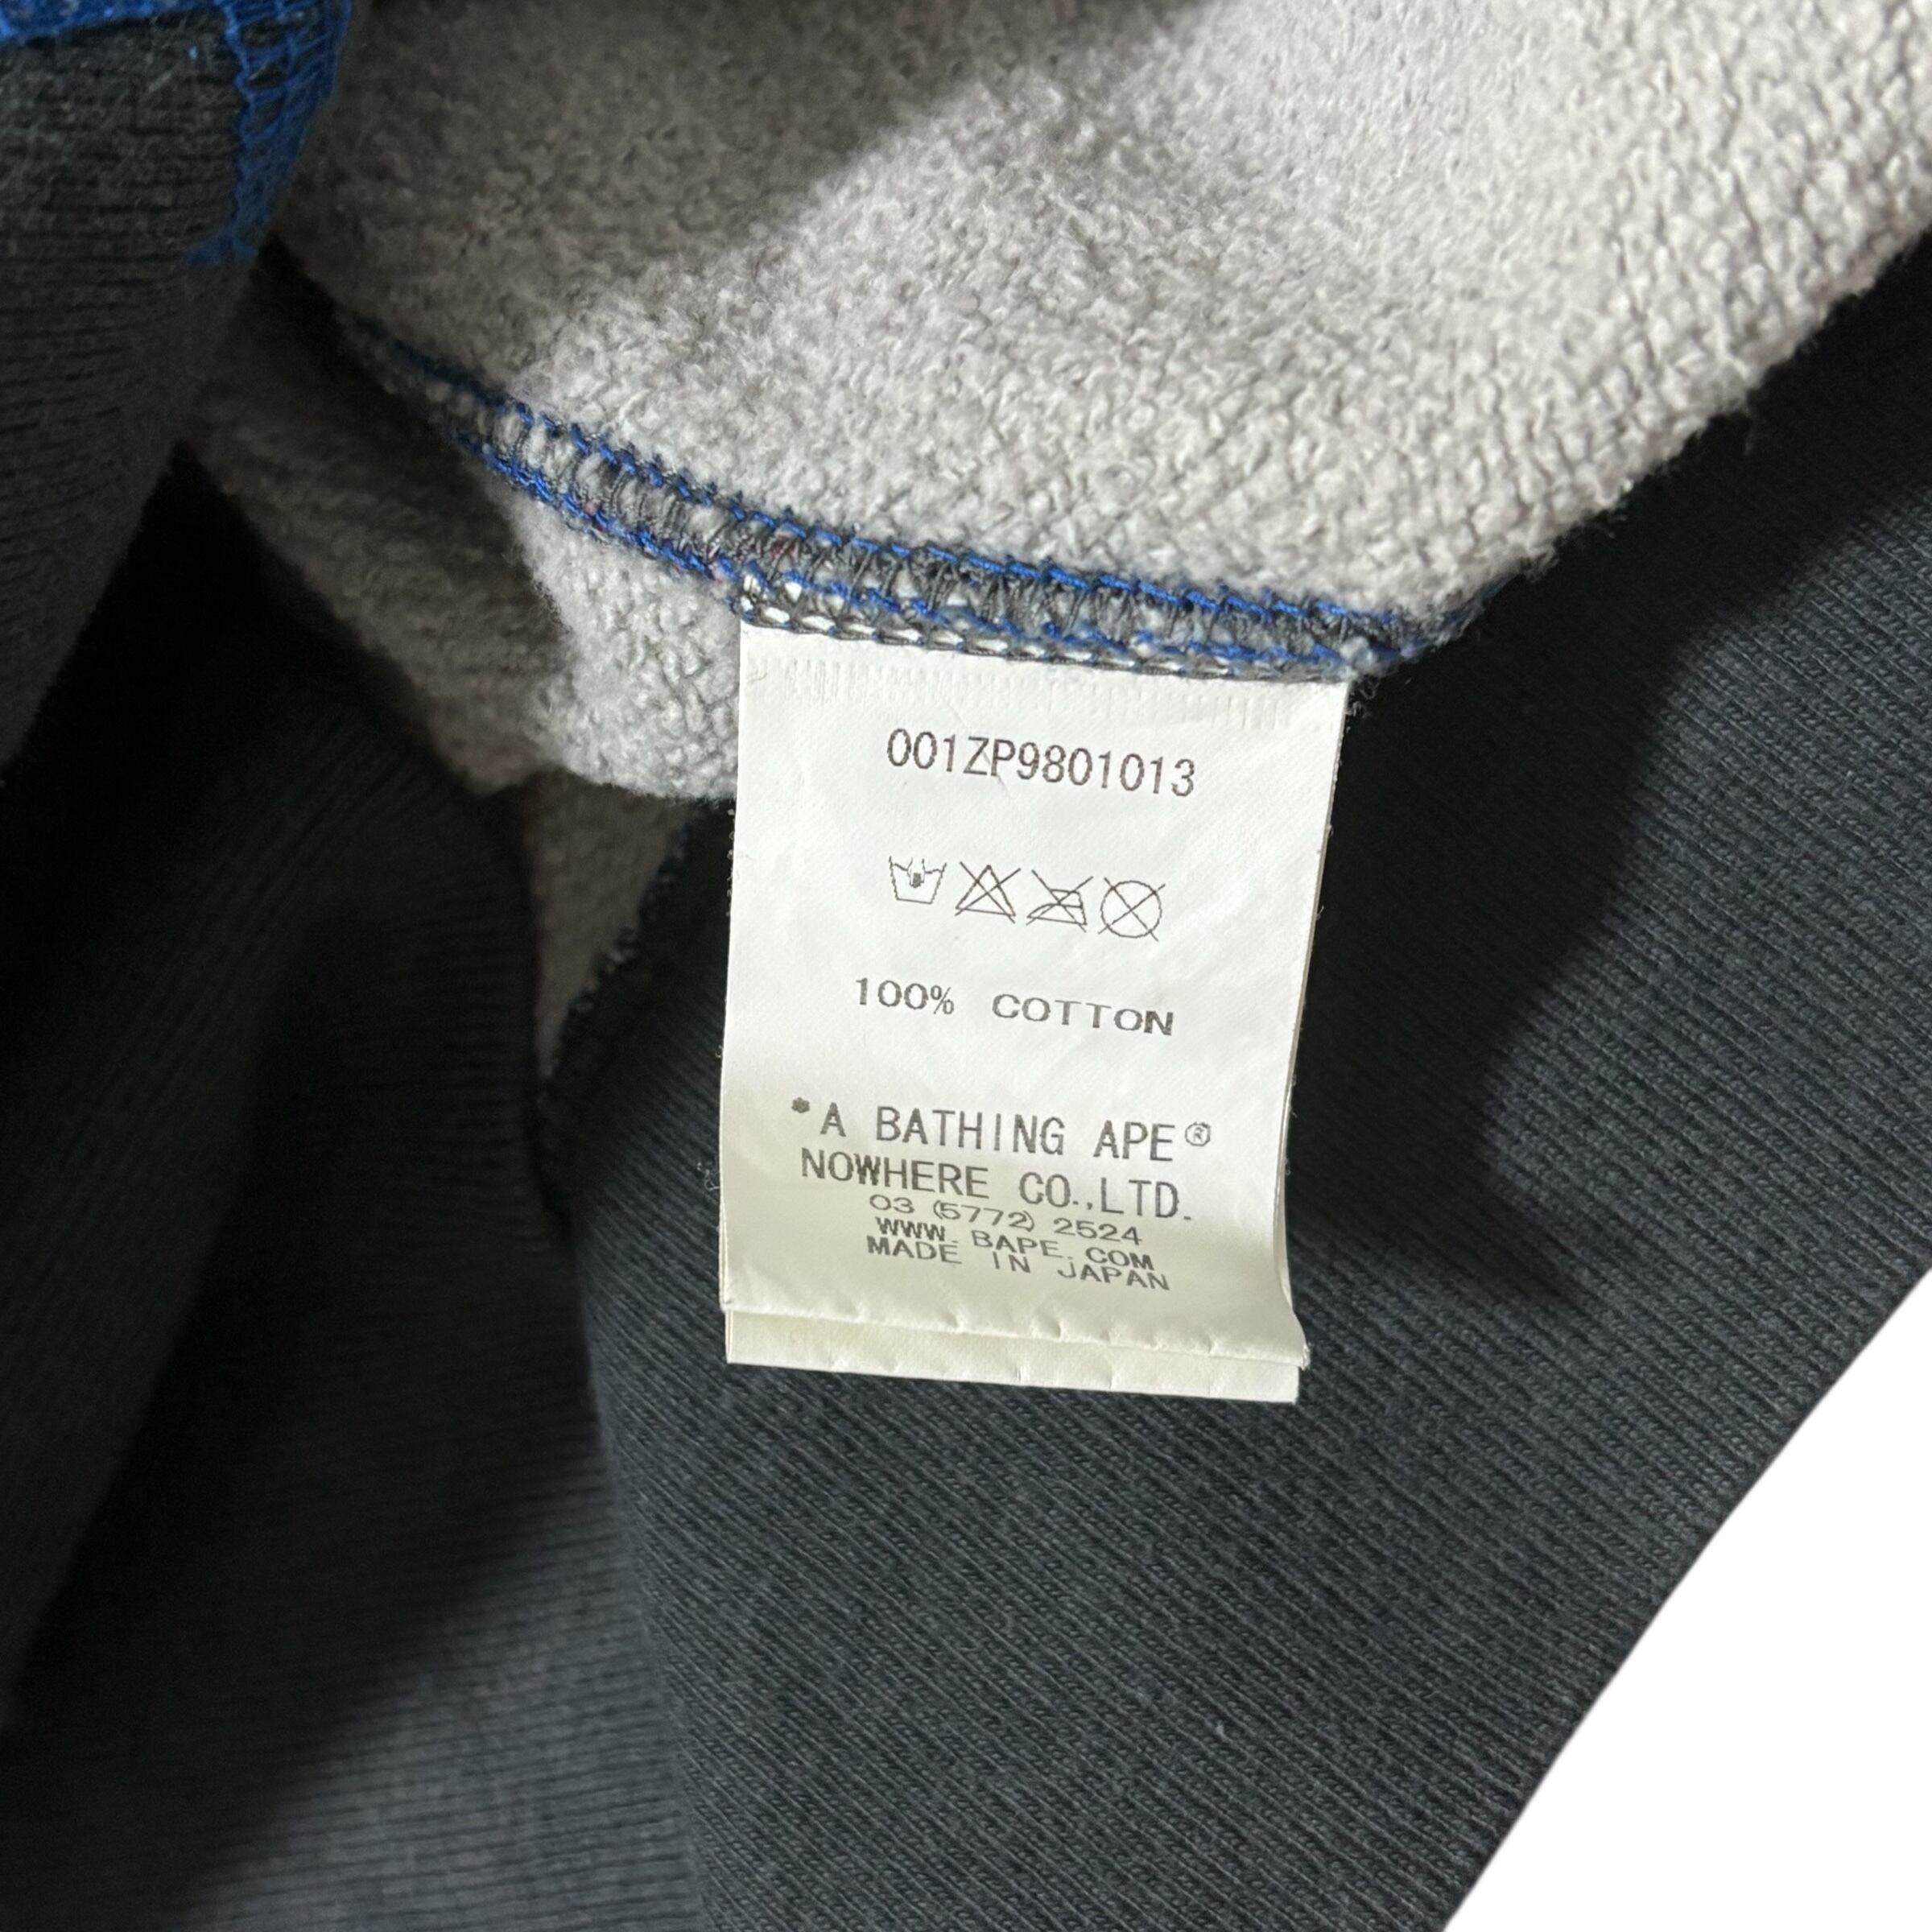 001ZP9801013
100% COTTON
*A BATHING APE®
NOWHERE CO.,LTD.
03 (5772) 2524
WWW.BAPE.COM
MADE IN JAPAN